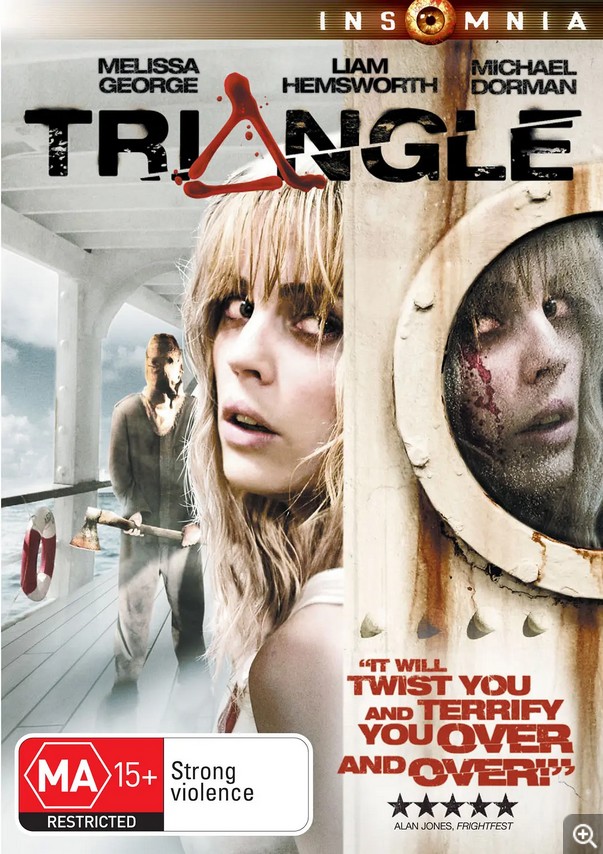 INSOMNIA
MELISSA GEORGE
LIAM HEMSWORTH
MICHAEL DORMAN
TRIANGLE
“IT WILL
TWIST YOU
AND TERRIFY
YOU OVER
AND OVER!”
ALAN JONES, FRIGHTFEST
MA 15+
Strong
violence
RESTRICTED